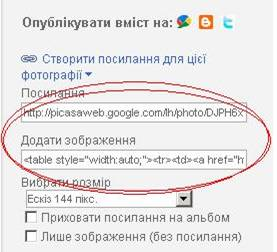 Опублікувати вміст на:
Створити посилання для цієї
фотографії
Посилання
http://picasaweb.google.com/lh/photo/DJPH6x
Додати зображення
<table style="width:auto;"><tr><td><a href="h
Вибрати розмір
Ескіз 144 пікс.
Приховати посилання на альбом
Лише зображення (без посилання)